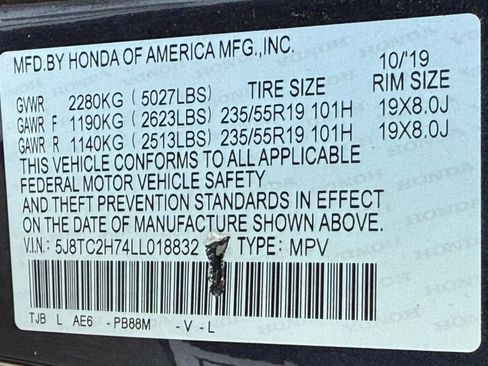 MFD.BY HONDA OF AMERICA MFG.,INC.
10/'19
GVWR 2280KG (5027LBS) TIRE SIZE RIM SIZE
GAWR F 1190KG (2623LBS) 235/55R19 101H 19X8.0J
GAWR R 1140KG (2513LBS) 235/55R19 101H 19X8.0J
THIS VEHICLE CONFORMS TO ALL APPLICABLE
FEDERAL MOTOR VEHICLE SAFETY
AND THEFT PREVENTION STANDARDS IN EFFECT
ON THE DATE OF MANUFACTURE SHOWN ABOVE.
V.I.N.: 5J8TC2H74LL018832 TYPE: MPV
TJB L AE6 -PB88M -V-L